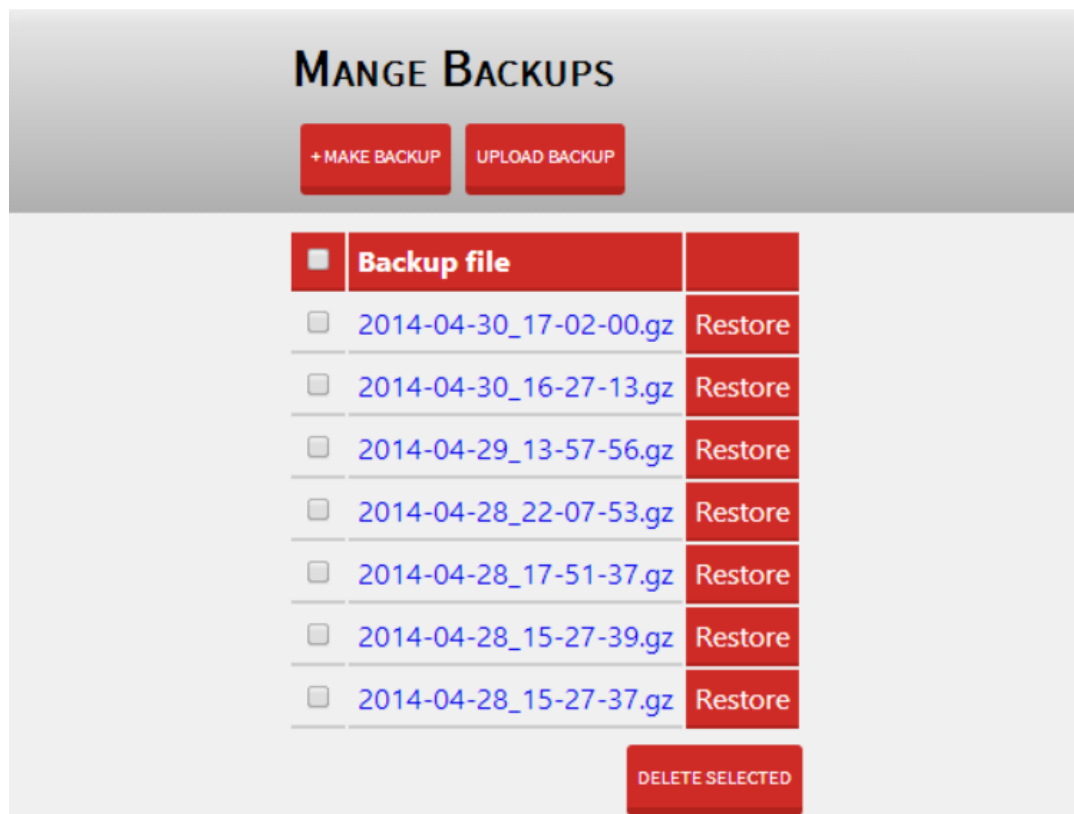 Mange Backups
+ MAKE BACKUP UPLOAD BACKUP
Backup file
2014-04-30_17-02-00.gz Restore
2014-04-30_16-27-13.gz Restore
2014-04-29_13-57-56.gz Restore
2014-04-28_22-07-53.gz Restore
2014-04-28_17-51-37.gz Restore
2014-04-28_15-27-39.gz Restore
2014-04-28_15-27-37.gz Restore
DELETE SELECTED